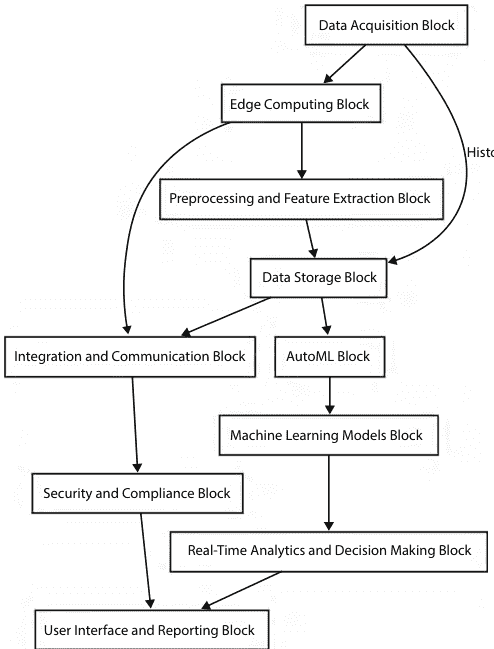 Data Acquisition Block
Edge Computing Block
Histo
Preprocessing and Feature Extraction Block
Data Storage Block
Integration and Communication Block
AutoML Block
Machine Learning Models Block
Security and Compliance Block
Real-Time Analytics and Decision Making Block
User Interface and Reporting Block